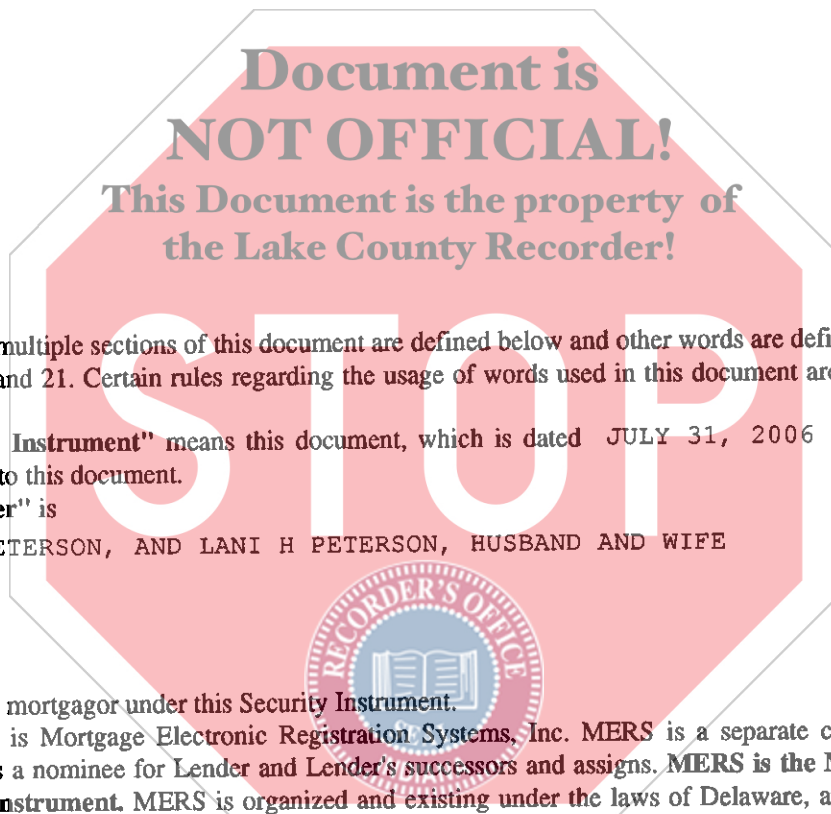 Document is
NOT OFFICIAL!
This Document is the property of
the Lake County Recorder!
STOP
multiple sections of this document are defined below and other words are defi
and 21. Certain rules regarding the usage of words used in this document are
Instrument" means this document, which is dated JULY 31, 2006
to this document.
er" is
ETERSON, AND LANI H PETERSON, HUSBAND AND WIFE
RECORDER'S OFFICE
mortgagor under this Security Instrument.
is Mortgage Electronic Registration Systems, Inc. MERS is a separate c
s a nominee for Lender and Lender's successors and assigns. MERS is the M
nstrument. MERS is organized and existing under the laws of Delaware, a
SEAL